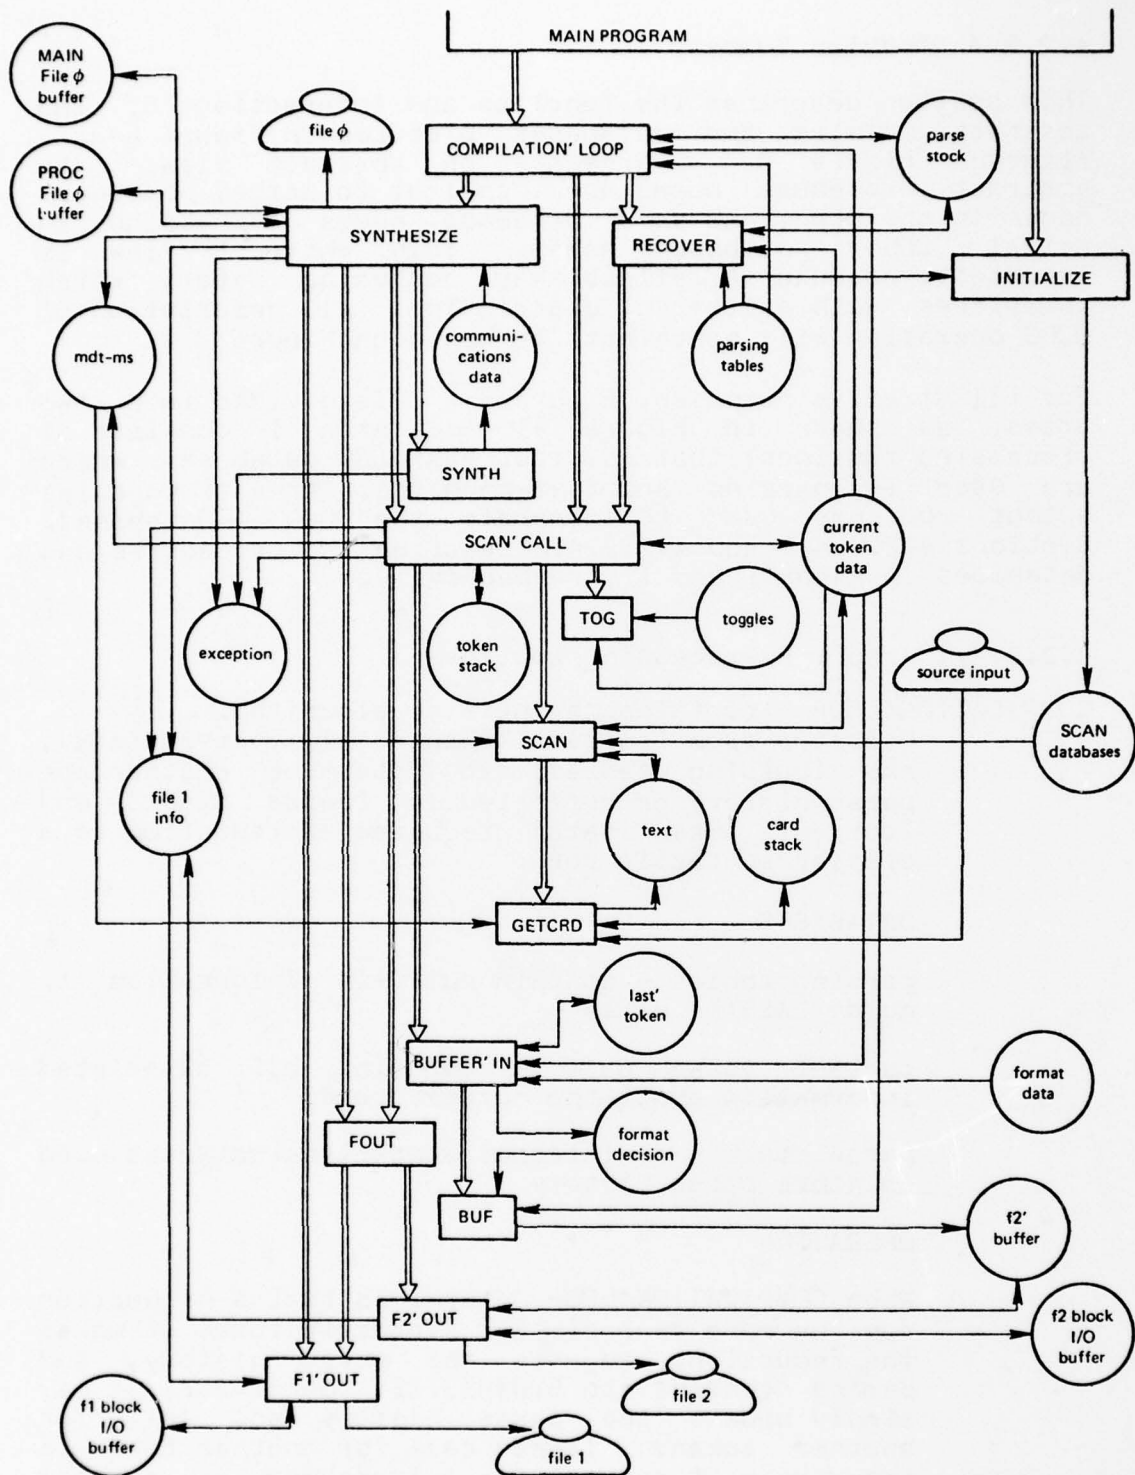 MAIN PROGRAM
MAIN
File ϕ
buffer
file ϕ
COMPILATION' LOOP
parse
stock
PROC
File ϕ
buffer
SYNTHESIZE
RECOVER
INITIALIZE
mdt-ms
communi-
cations
data
parsing
tables
SYNTH
SCAN' CALL
current
token
data
TOG
toggles
exception
token
stack
source input
SCAN
SCAN
databases
file 1
info
text
card
stack
GETCRD
last'
token
BUFFER' IN
format
data
FOUT
format
decision
BUF
f2'
buffer
F2' OUT
f2 block
I/O
buffer
F1' OUT
file 2
f1 block
I/O
buffer
file 1